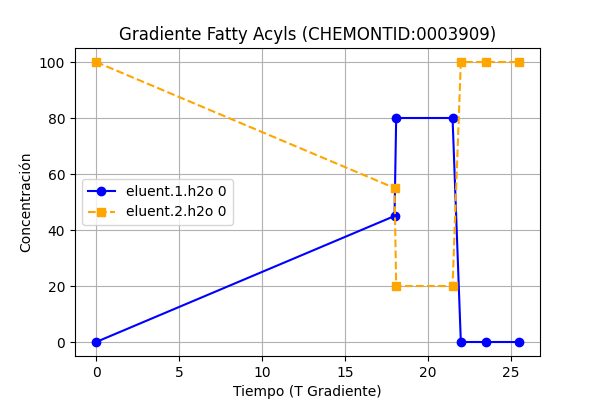 Gradiente Fatty Acyls (CHEMONTID:0003909)
100
80
60
40
20
0
Concentración
eluent.1.h2o 0
eluent.2.h2o 0
0 5 10 15 20 25
Tiempo (T Gradiente)